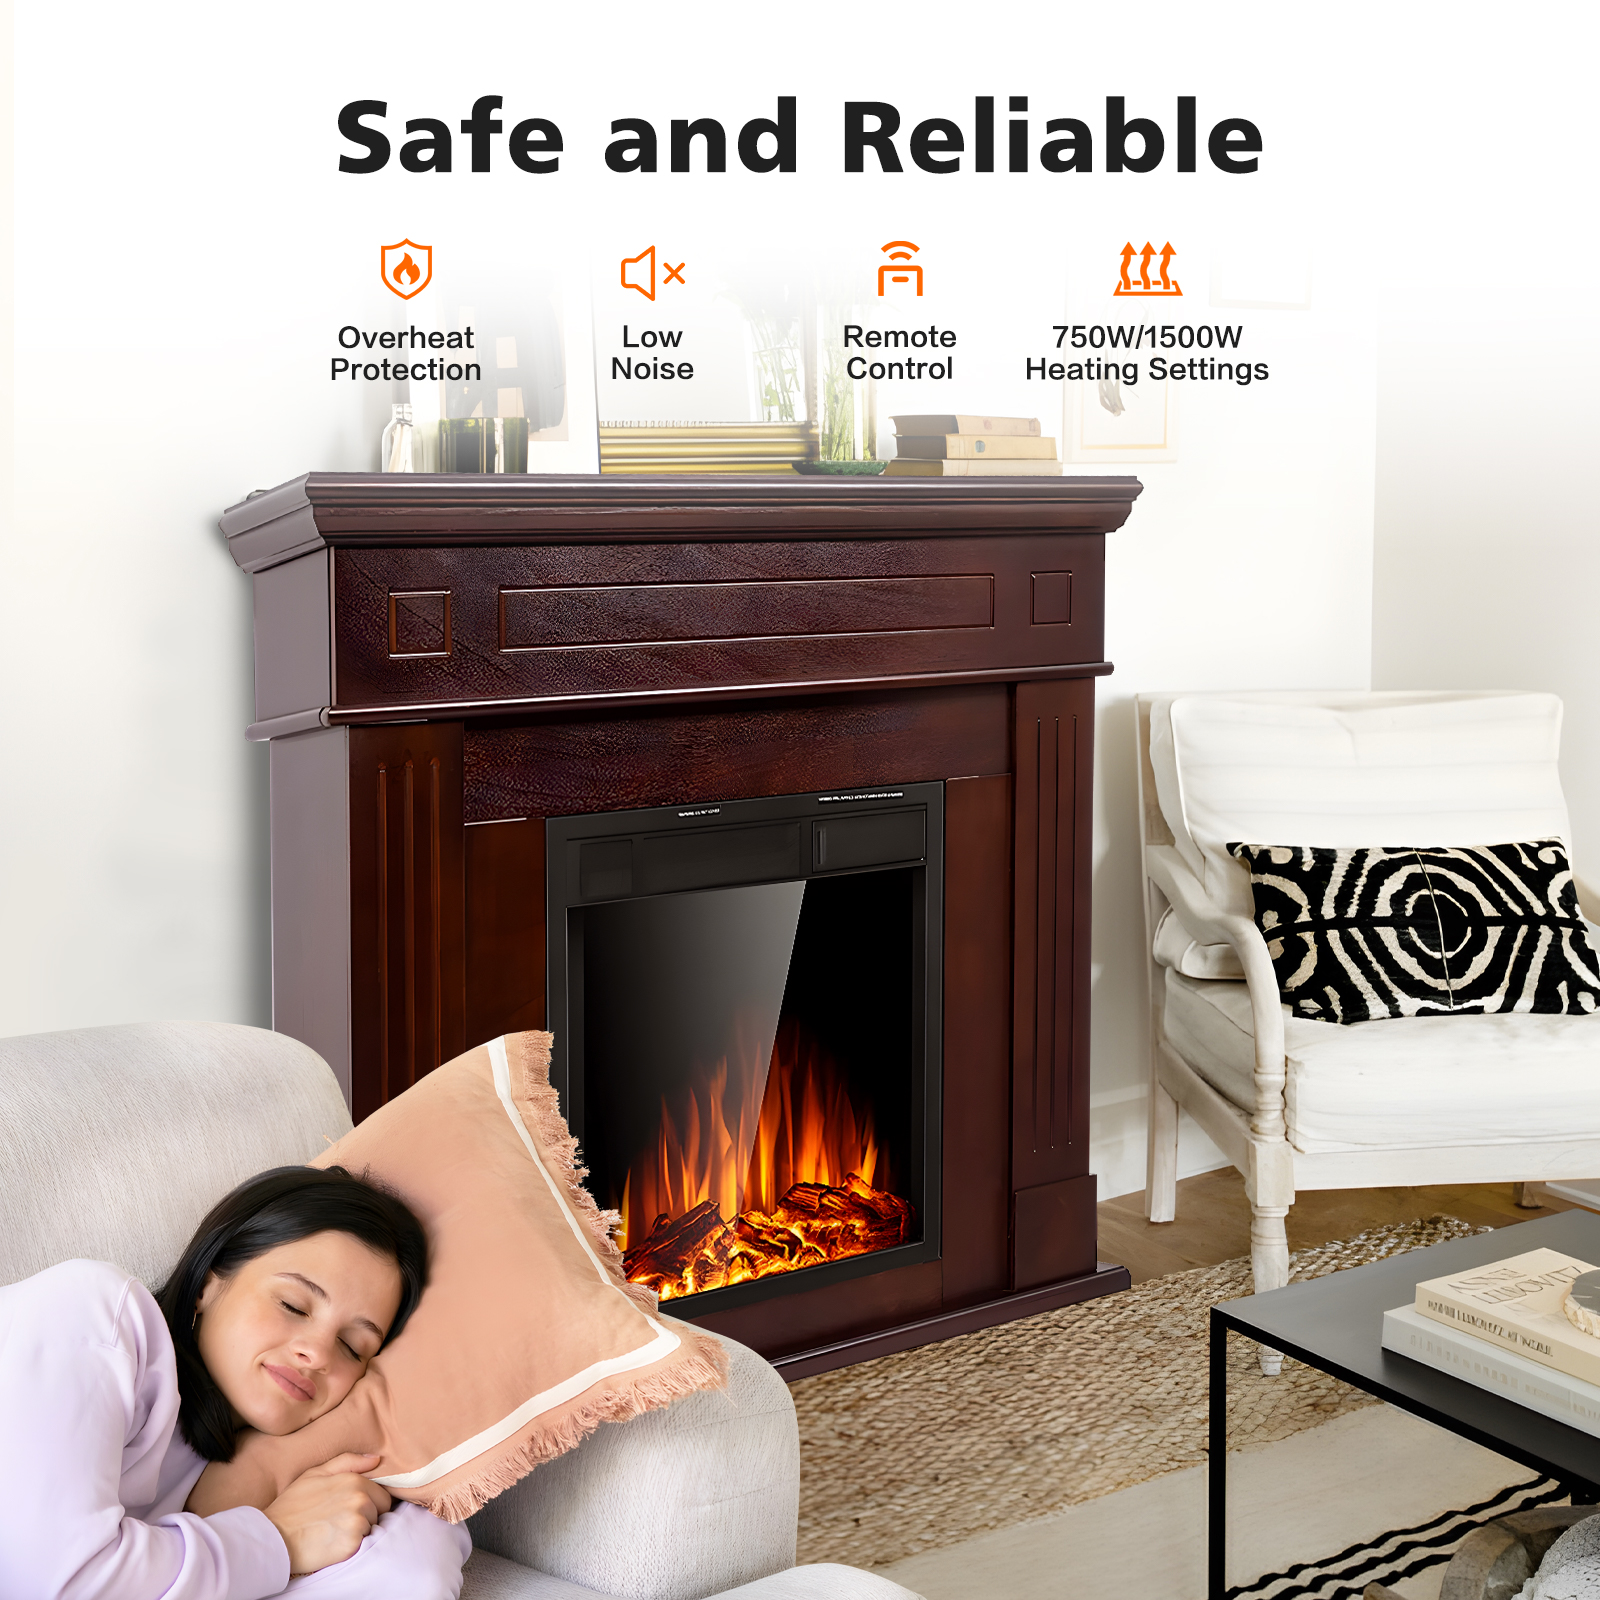 Safe and Reliable
Overheat
Protection
Low
Noise
Remote
Control
750W/1500W
Heating Settings